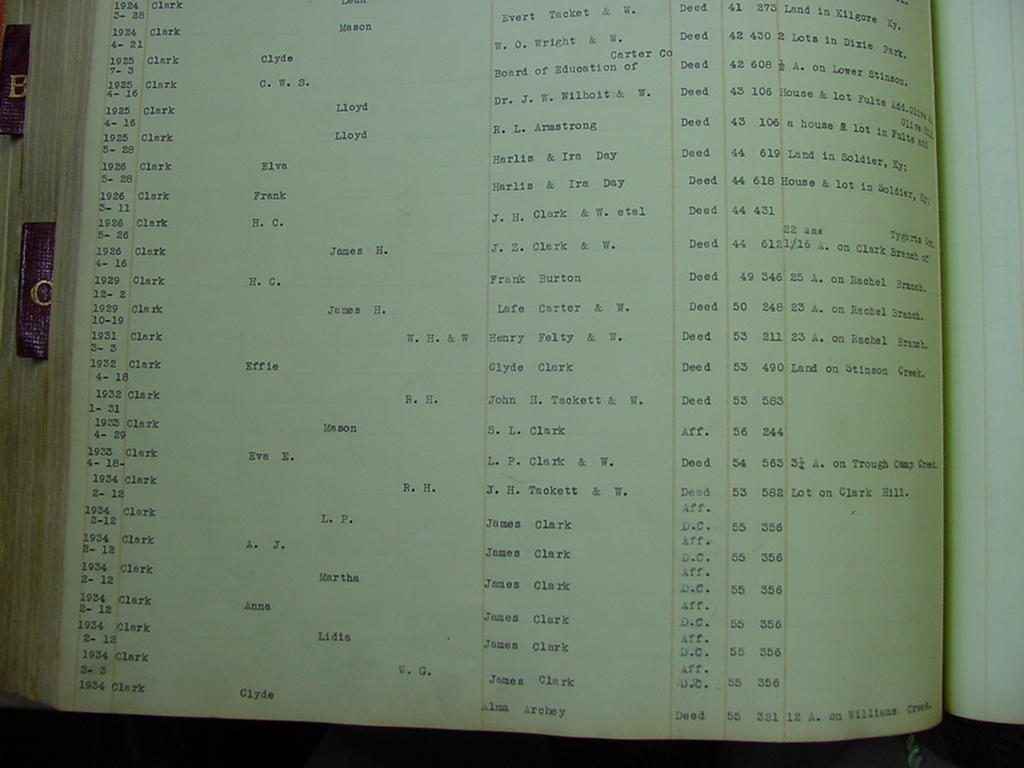 1924 Clark Leah
3- 28
1924 Clark Mason Evert Tacket & W. Deed 41 273 Land in Kilgore Ky.
4- 21
1925 Clark Clyde W. O. Wright & W. Deed 42 430 2 Lots in Dixie Park.
7- 3 Carter Co
1925 Clark C. W. S. Board of Education of Deed 42 608 ½ A. on Lower Stinson.
4- 16
1925 Clark Lloyd Dr. J. W. Wilhoit & W. Deed 43 106 House & lot Fults Add. Olive
4- 16 Olive Hill
1925 Clark Lloyd R. L. Armstrong Deed 43 106 a house & lot in Fults add
5- 28
1926 Clark Elva Harlis & Ira Day Deed 44 619 Land in Soldier, Ky;
5- 28
1926 Clark Frank Harlis & Ira Day Deed 44 618 House & lot in Soldier, Ky;
3- 11
1926 Clark H. C. J. H. Clark & W. etal Deed 44 431
5- 26 22 and Tygarts
1926 Clark James H. J. Z. Clark & W. Deed 44 612 1/16 A. on Clark Branch of
4- 16
1929 Clark H. C. Frank Burton Deed 49 346 25 A. on Rachel Branch.
12- 2
1929 Clark James H. Lafe Carter & W. Deed 50 248 23 A. on Rachel Branch.
10-19
1931 Clark W. H. & W Henry Felty & W. Deed 53 211 23 A. on Rachel Branch.
3- 3
1932 Clark Effie Clyde Clark Deed 53 490 Land on Stinson Creek.
4- 18
1932 Clark R. H. John H. Tackett & W. Deed 53 583
1- 31
1933 Clark Mason S. L. Clark Aff. 56 244
4- 29
1933 Clark Eva E. L. P. Clark & W. Deed 54 563 3½ A. on Trough Camp Creek.
4- 18-
1934 Clark R. H. J. H. Tackett & W. Deed 53 582 Lot on Clark Hill.
2- 12 Aff.
1934 Clark L. P. James Clark D.C. 55 356
2-12 Aff.
1934 Clark A. J. James Clark D.C. 55 356
2- 12 Aff.
1934 Clark Martha James Clark D.C. 55 356
2- 12 Aff.
1934 Clark Anna James Clark D.C. 55 356
2- 12 Aff.
1934 Clark Lidia James Clark D.C. 55 356
2- 12 Aff.
1934 Clark W. G. James Clark D.C. 55 356
2- 3
1934 Clark Clyde Alma Archey Deed 55 321 12 A. on Williams Creek.
B
C